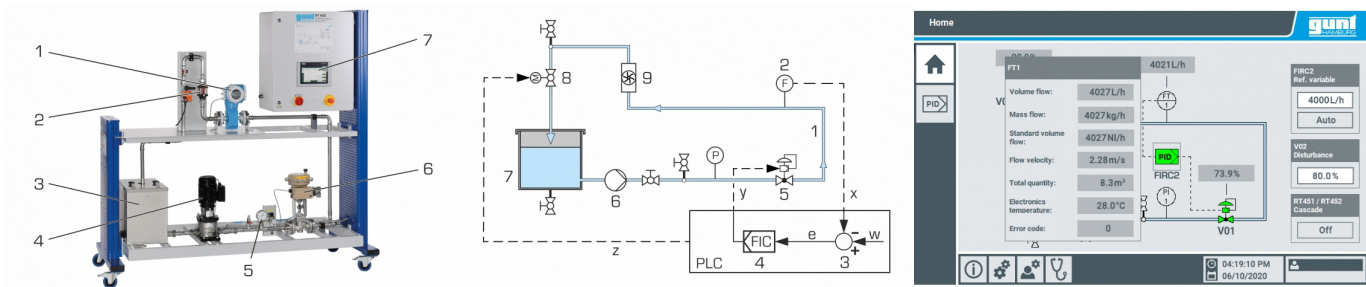 1
2
3
4
5
6
7
gunt
1
2
3
4
5
6
7
8
9
M
F
P
x
y
z
e
w
FIC
PLC
Home
gunt
HAMBURG
FT1
Volume flow: 4027L/h
Mass flow: 4027kg/h
Standard volume
flow: 4027Nl/h
Flow velocity: 2.28m/s
Total quantity: 8.3m³
Electronics
temperature: 28.0°C
Error code: 0
4021L/h
FT
1
PID
FIRC2
PI
1
73.9%
V01
PID
FIRC2
Ref. variable
4000L/h
Auto
V02
Disturbance
80.0%
RT451 / RT452
Cascade
Off
04:19:10 PM
06/10/2020